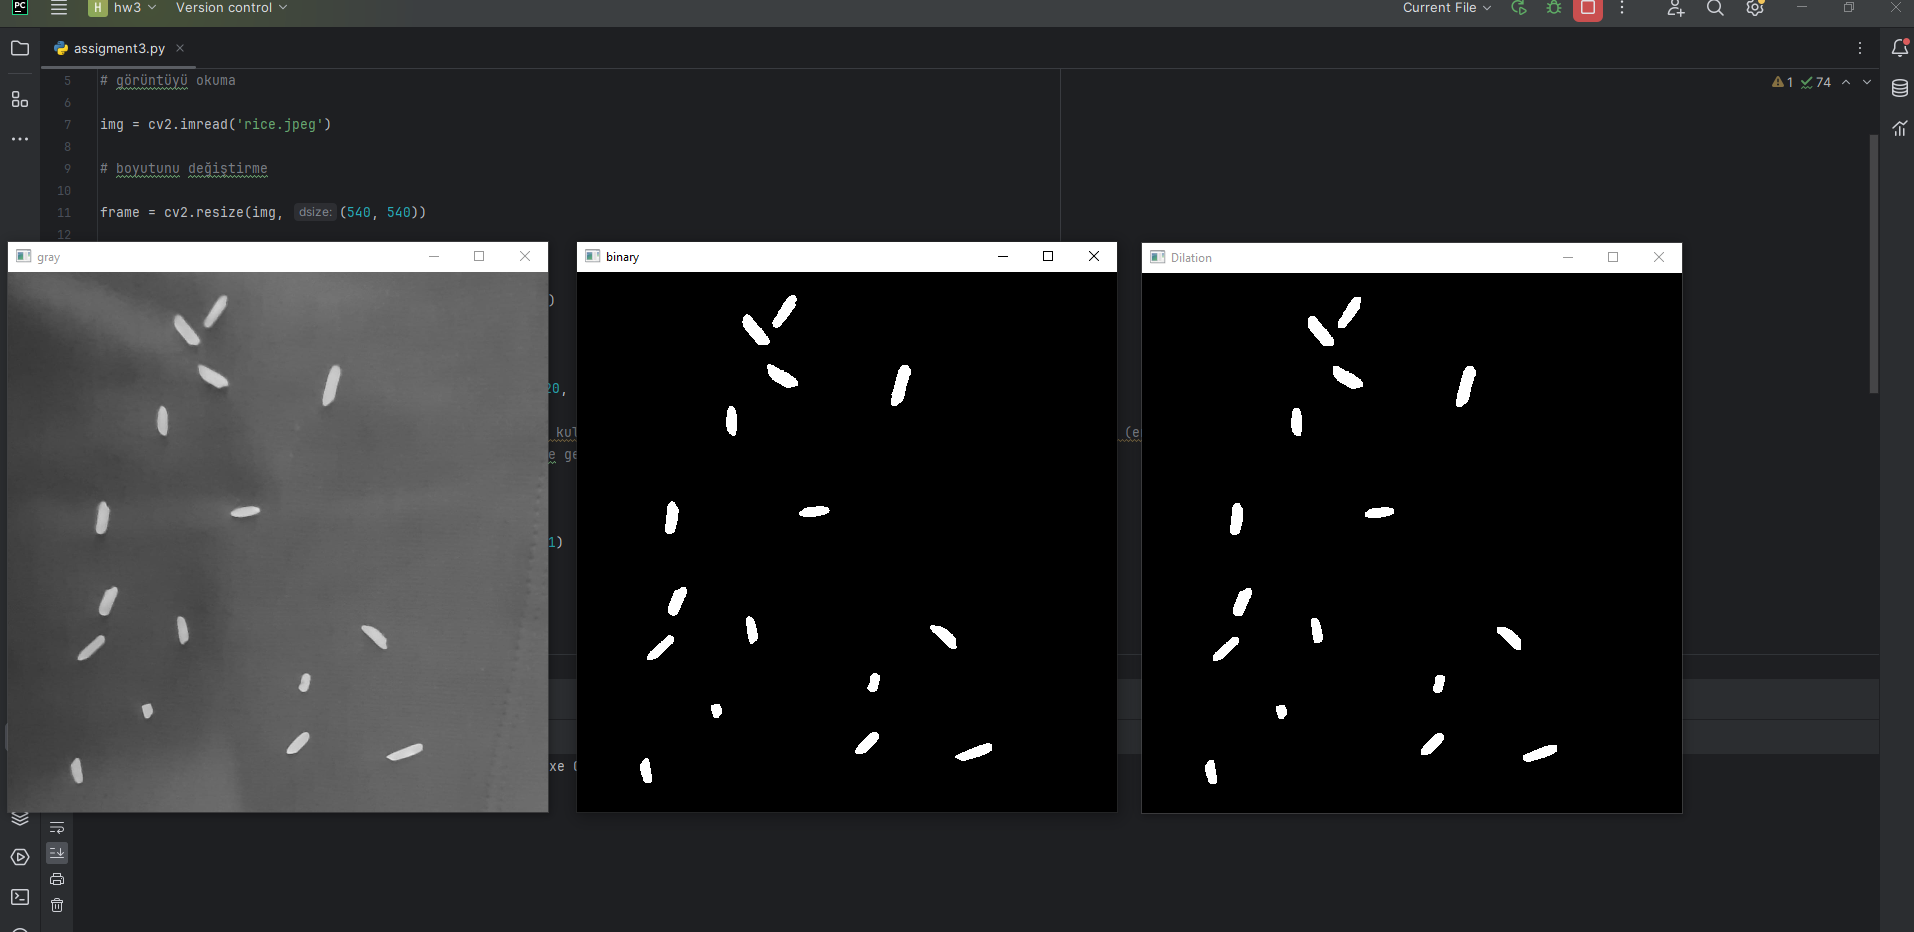 PC
H hw3 Version control Current File
assigment3.py
5 # görüntüyü okuma
1 74
6
7 img = cv2.imread('rice.jpeg')
8
9 # boyutunu değiştirme
10
11 frame = cv2.resize(img, dsize: (540, 540))
12
gray
binary
Dilation
)
20,
kul
(e
e ge
1)
xe